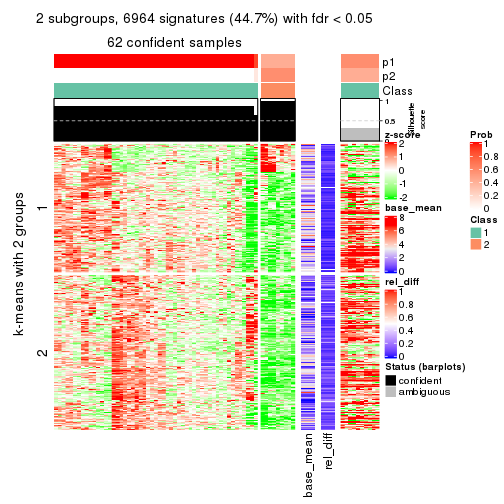 2 subgroups, 6964 signatures (44.7%) with fdr < 0.05
62 confident samples
p1
p2
Class
1
0.5
0
Silhouette
score
k-means with 2 groups
1
2
base_mean
rel_diff
z-score
2
1
0
-1
-2
base_mean
8
6
4
2
0
rel_diff
1
0.8
0.6
0.4
0.2
0
Status (barplots)
confident
ambiguous
Prob
1
0.8
0.6
0.4
0.2
0
Class
1
2